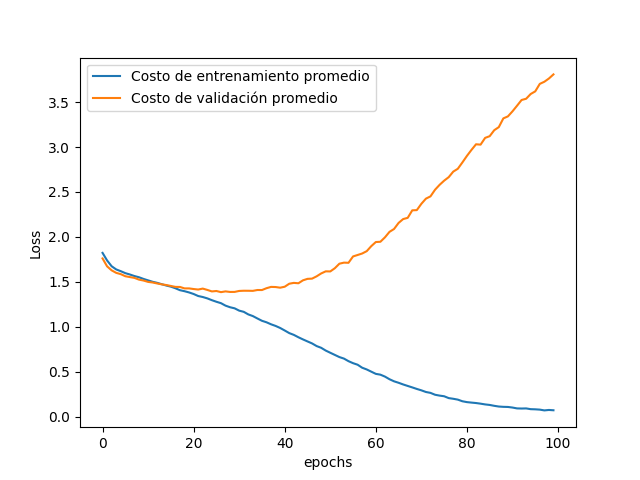 Costo de entrenamiento promedio
Costo de validación promedio
3.5
3.0
2.5
2.0
1.5
1.0
0.5
0.0
Loss
0 20 40 60 80 100
epochs